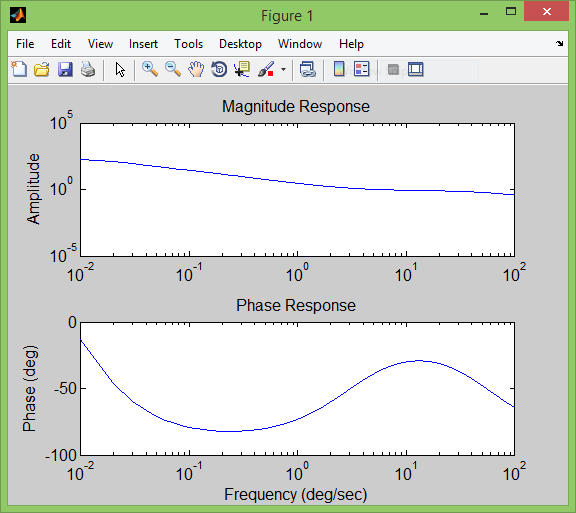 Figure 1
File Edit View Insert Tools Desktop Window Help
Magnitude Response
Amplitude
10^5
10^0
10^-5
10^-2 10^-1 10^0 10^1 10^2
Phase Response
Phase (deg)
0
-50
-100
10^-2 10^-1 10^0 10^1 10^2
Frequency (deg/sec)